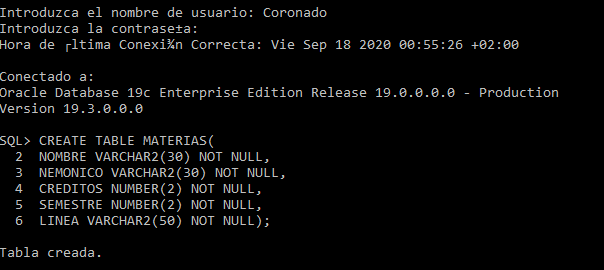 Introduzca el nombre de usuario: Coronado
Introduzca la contrase±a:
Hora de ┌ltima Conexi¾n Correcta: Vie Sep 18 2020 00:55:26 +02:00
Conectado a:
Oracle Database 19c Enterprise Edition Release 19.0.0.0.0 - Production
Version 19.3.0.0.0
SQL> CREATE TABLE MATERIAS(
2 NOMBRE VARCHAR2(30) NOT NULL,
3 NEMONICO VARCHAR2(30) NOT NULL,
4 CREDITOS NUMBER(2) NOT NULL,
5 SEMESTRE NUMBER(2) NOT NULL,
6 LINEA VARCHAR2(50) NOT NULL);
Tabla creada.